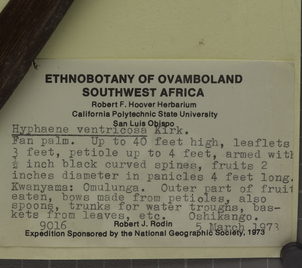 ETHNOBOTANY OF OVAMBOLAND
SOUTHWEST AFRICA
Robert F. Hoover Herbarium
California Polytechnic State University
San Luis Obispo
Hyphaene ventricosa Kirk.
Fan palm. Up to 40 feet high, leaflets
3 feet, petiole up to 4 feet, armed with
½ inch black curved spines, fruits 2
inches diameter in panicles 4 feet long.
Kwanyama: Omulunga. Outer part of fruit
eaten, bows made from petioles, also
spoons, trunks for water troughs, bas-
kets from leaves, etc. Oshikango.
9016 Robert J. Rodin 5 March 1973
Expedition Sponsored by the National Geographic Society, 1973